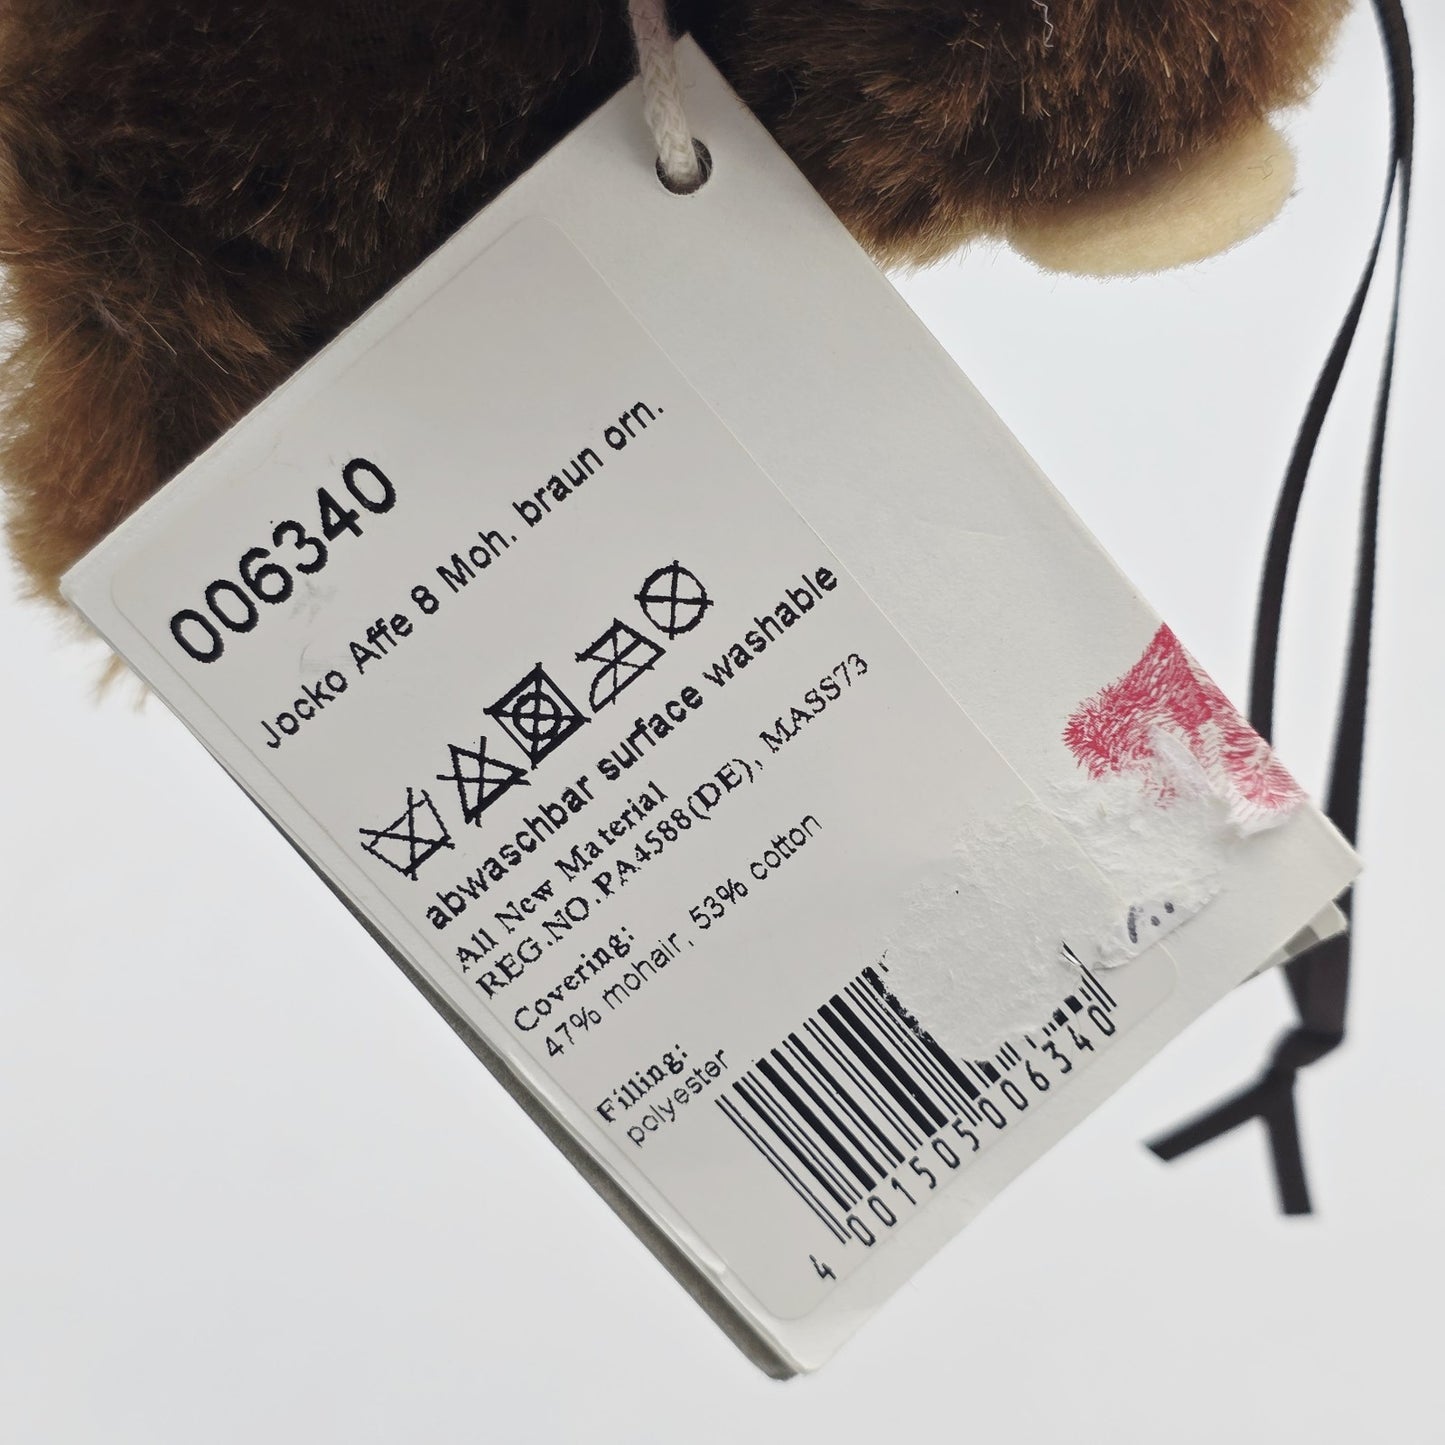 006340
Jocko Affe 8 Moh. braun orn.
abwaschbar surface washable
All New Material
REG.NO.PA4588(DE), MASS73
Covering:
47% mohair, 53% cotton
Filling:
polyester
4 001505 006340